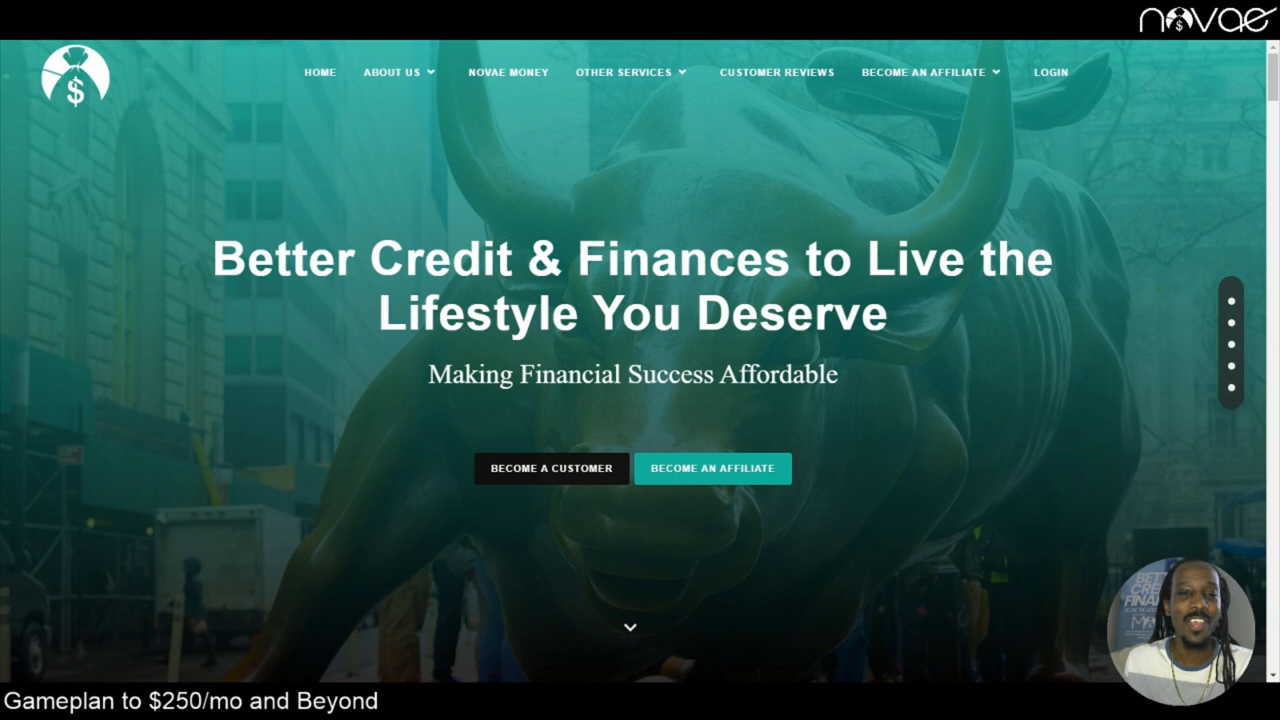 novae
$
HOME
ABOUT US
NOVAE MONEY
OTHER SERVICES
CUSTOMER REVIEWS
BECOME AN AFFILIATE
LOGIN
Better Credit & Finances to Live the
Lifestyle You Deserve
Making Financial Success Affordable
BECOME A CUSTOMER
BECOME AN AFFILIATE
Gameplan to $250/mo and Beyond